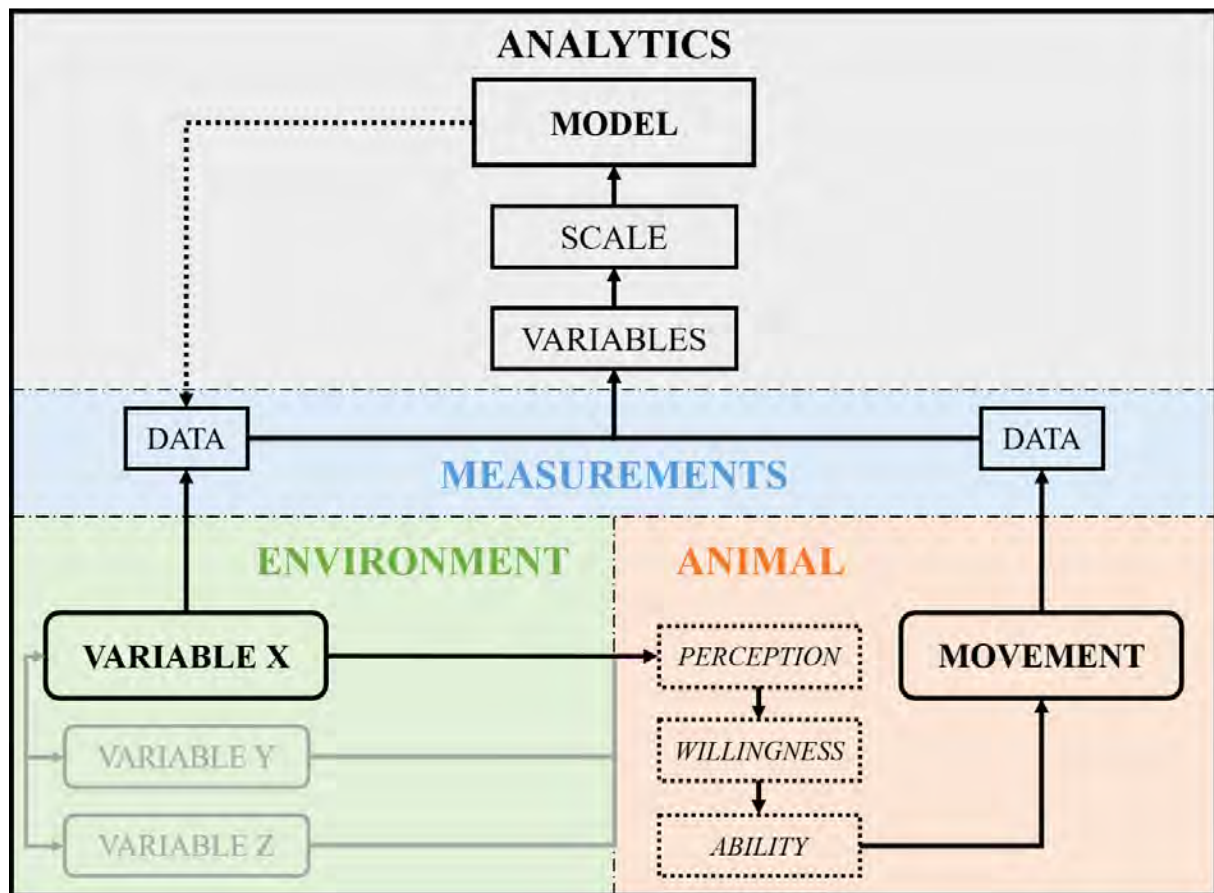 ANALYTICS
MODEL
SCALE
VARIABLES
DATA
DATA
MEASUREMENTS
ENVIRONMENT
ANIMAL
VARIABLE X
PERCEPTION
MOVEMENT
VARIABLE Y
WILLINGNESS
VARIABLE Z
ABILITY